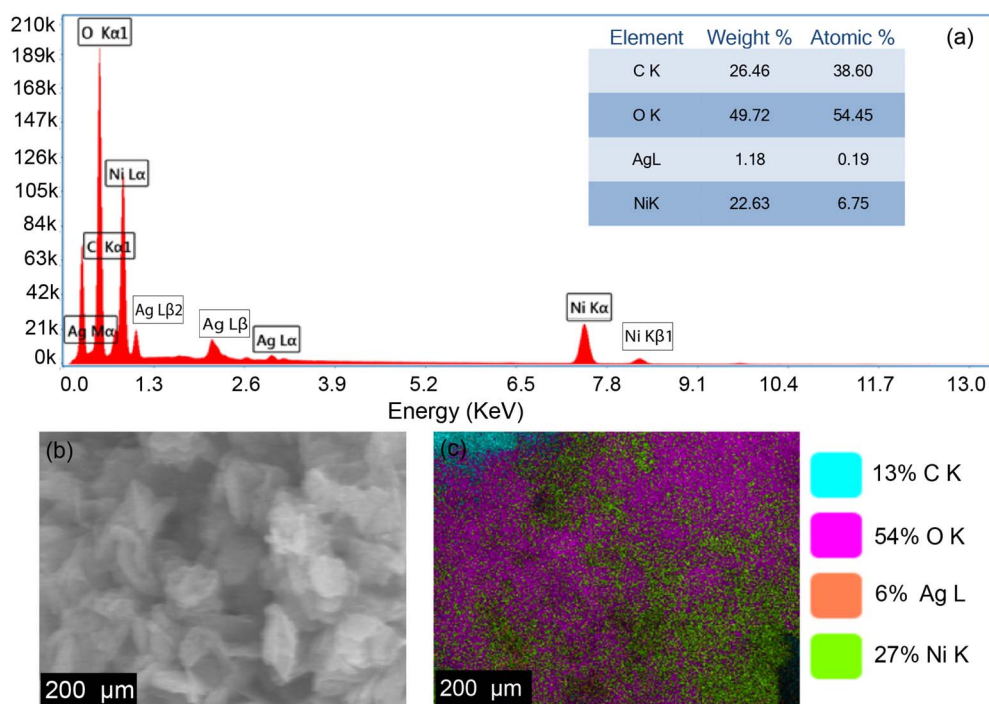 210k
189k
168k
147k
126k
105k
84k
63k
42k
21k
0k
O Kα1
Ni Lα
C Kα1
Ag Mα
Ag Lβ2
Ag Lβ
Ag Lα
Ni Kα
Ni Kβ1
(a)
Element Weight % Atomic %
C K 26.46 38.60
O K 49.72 54.45
AgL 1.18 0.19
NiK 22.63 6.75
0.0 1.3 2.6 3.9 5.2 6.5 7.8 9.1 10.4 11.7 13.0
Energy (KeV)
(b)
200 μm
(c)
200 μm
13% C K
54% O K
6% Ag L
27% Ni K